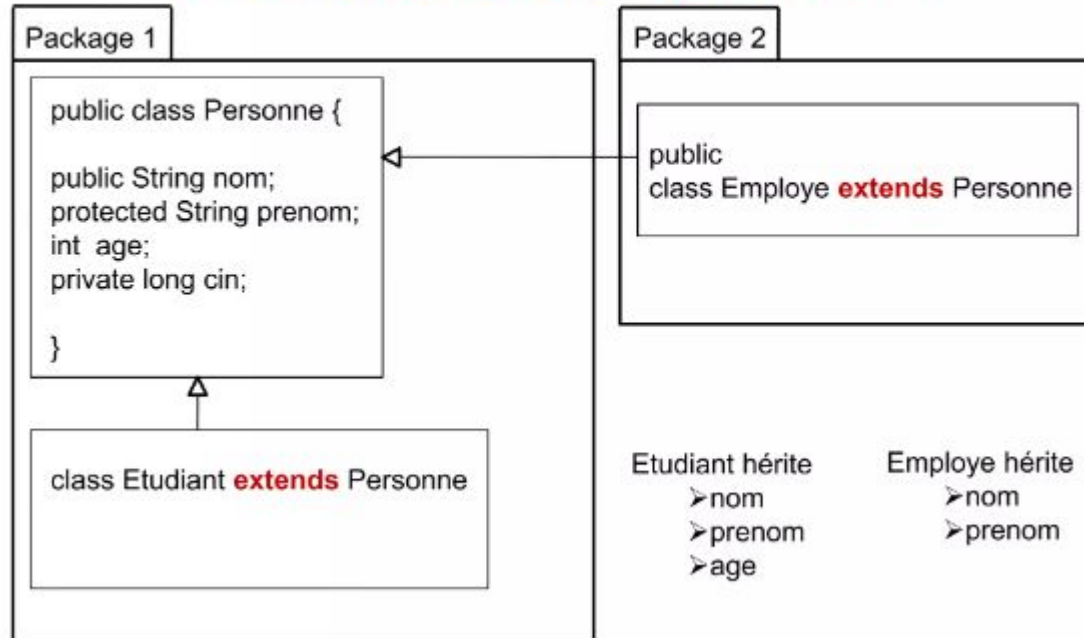 Package 1
public class Personne {
public String nom;
protected String prenom;
int age;
private long cin;
}
class Etudiant extends Personne
Package 2
public
class Employe extends Personne
Etudiant hérite
➢nom
➢prenom
➢age
Employe hérite
➢nom
➢prenom